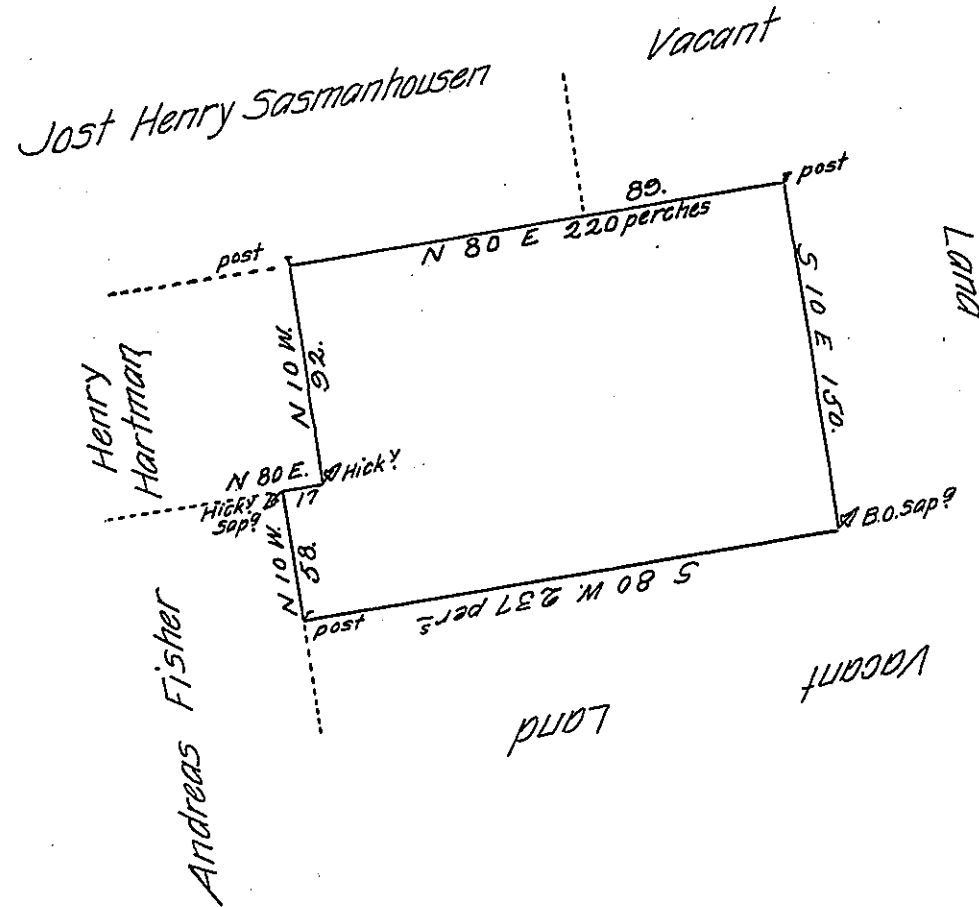 Vacant
Jost Henry Sasmanhousen
post
89.
N 80 E 220 perches
post
Land
S 10 E 150.
N 10 W.
92.
Henry
Hartman
N 80 E.
17
Hick^y.
Hick^y
sap^g
B.O. sap^g
N 10 W.
58.
post
S 80 W. 237 per^s
Vacant
Land
Andreas Fisher